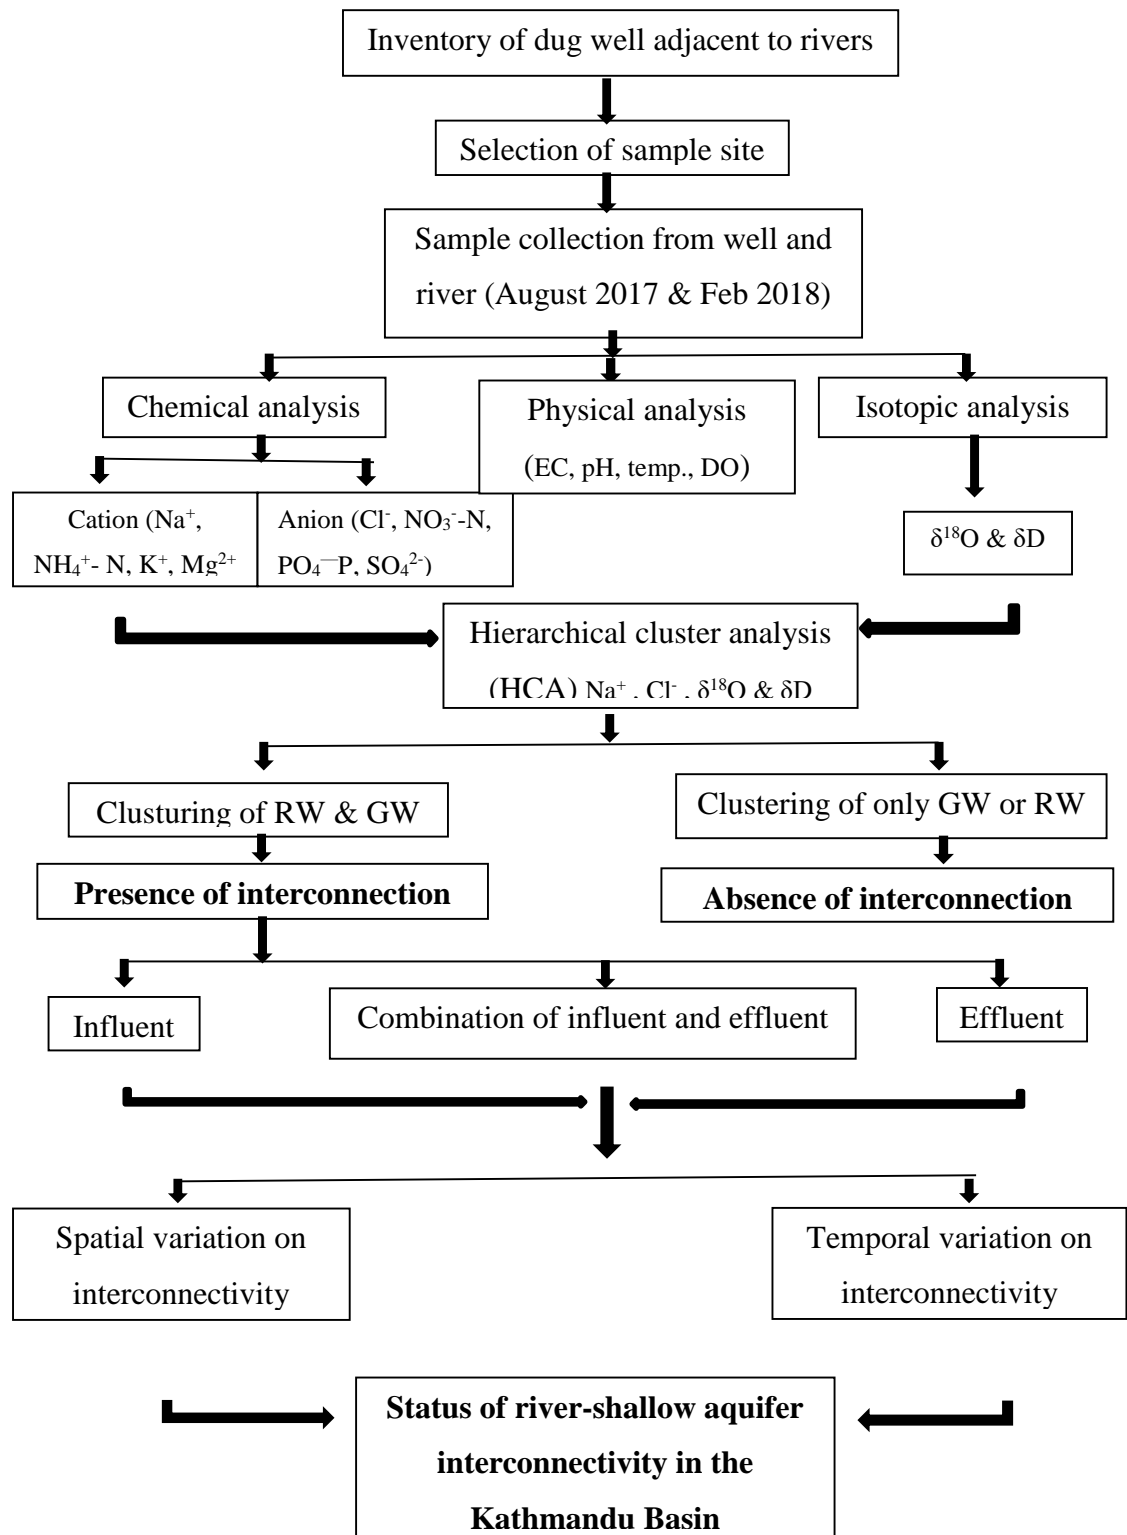 Inventory of dug well adjacent to rivers
Selection of sample site
Sample collection from well and
river (August 2017 & Feb 2018)
Chemical analysis
Physical analysis
(EC, pH, temp., DO)
Isotopic analysis
Cation (Na⁺,
NH₄⁺- N, K⁺, Mg²⁺
Anion (Cl⁻, NO₃⁻-N,
PO₄—P, SO₄²⁻)
δ¹⁸O & δD
Hierarchical cluster analysis
(HCA) Na⁺ , Cl⁻ , δ¹⁸O & δD
Clusturing of RW & GW
Clustering of only GW or RW
Presence of interconnection
Absence of interconnection
Influent
Combination of influent and effluent
Effluent
Spatial variation on
interconnectivity
Temporal variation on
interconnectivity
Status of river-shallow aquifer
interconnectivity in the
Kathmandu Basin